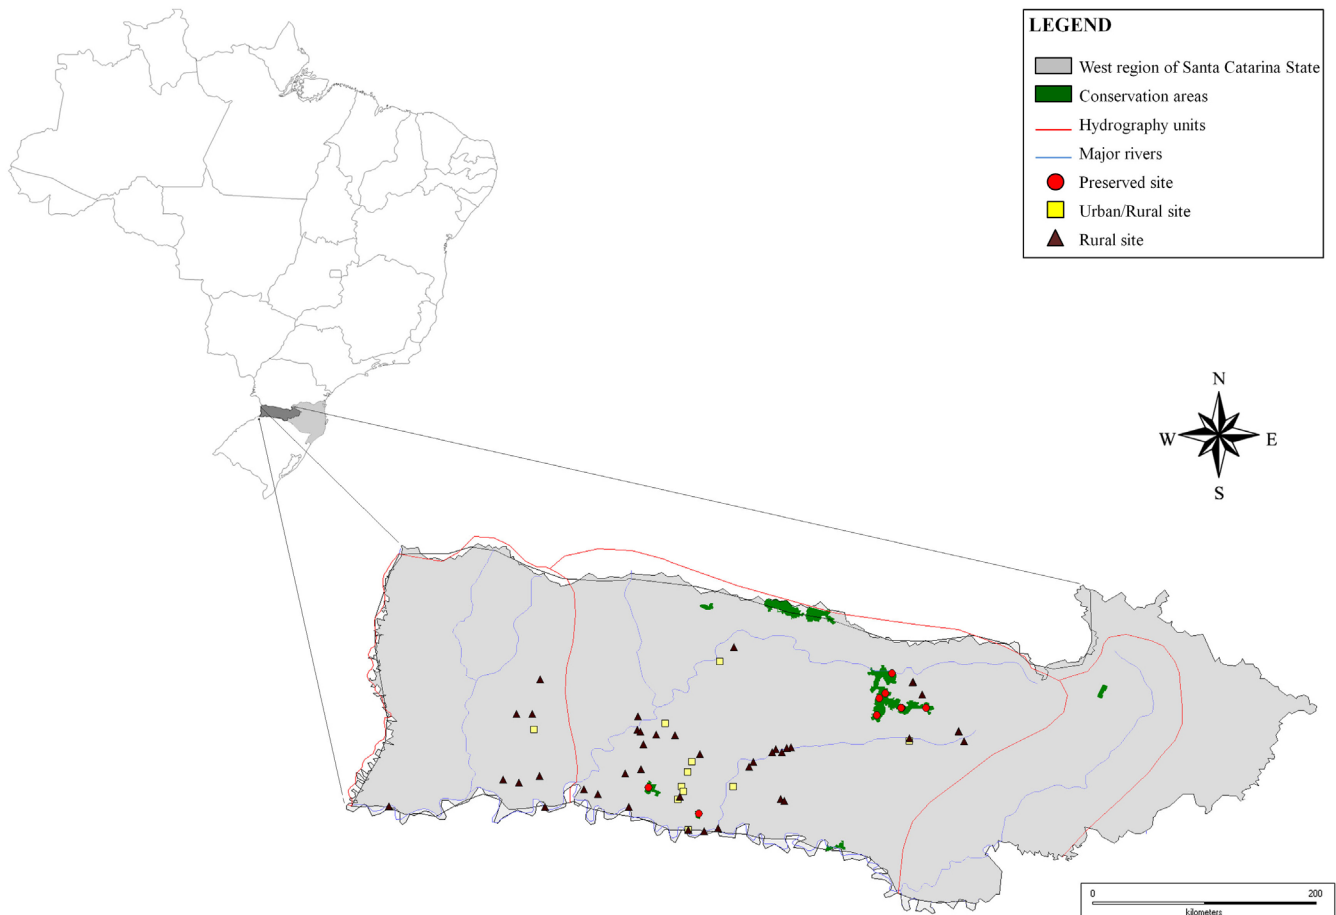 LEGEND
West region of Santa Catarina State
Conservation areas
Hydrography units
Major rivers
Preserved site
Urban/Rural site
Rural site
N
W E
S
0 200
kilometers